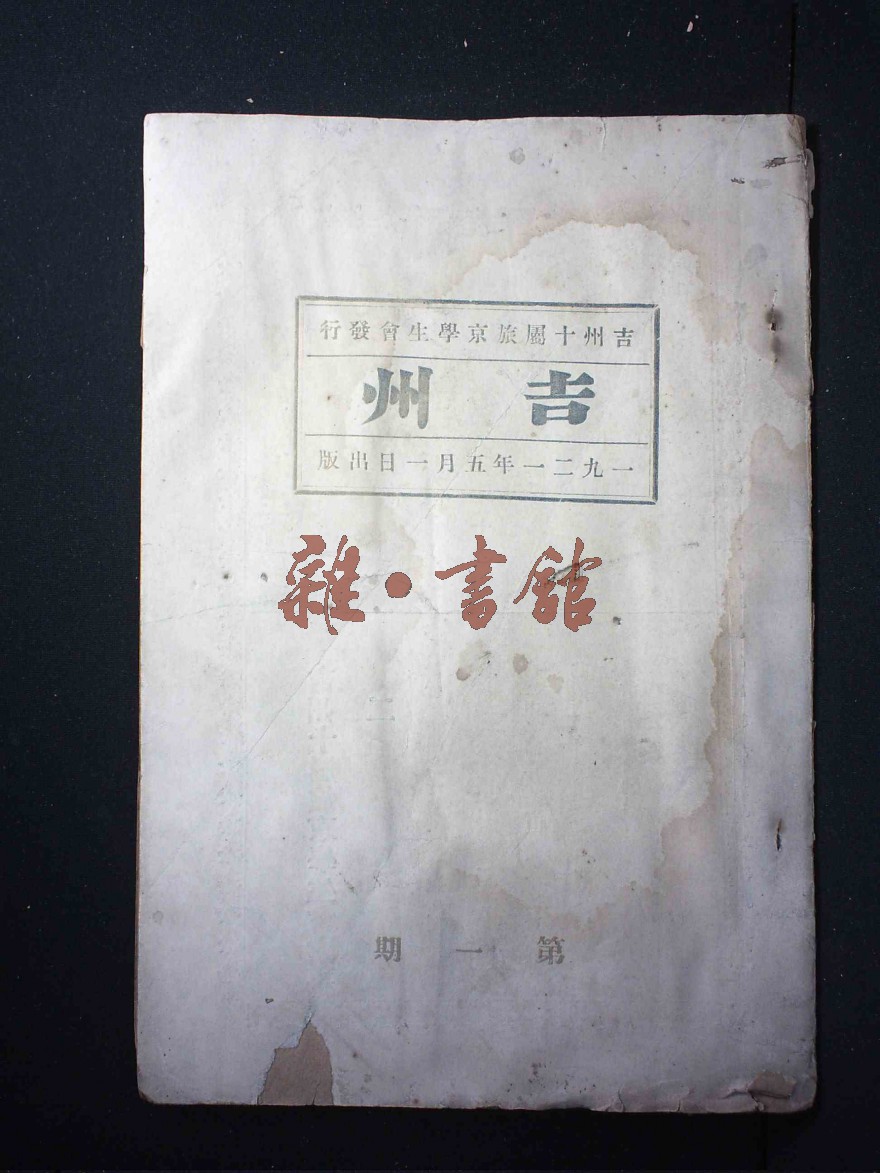 吉州十屬旅京學生會發行
吉州
一九二一年五月一日出版
雜·書館
第一期